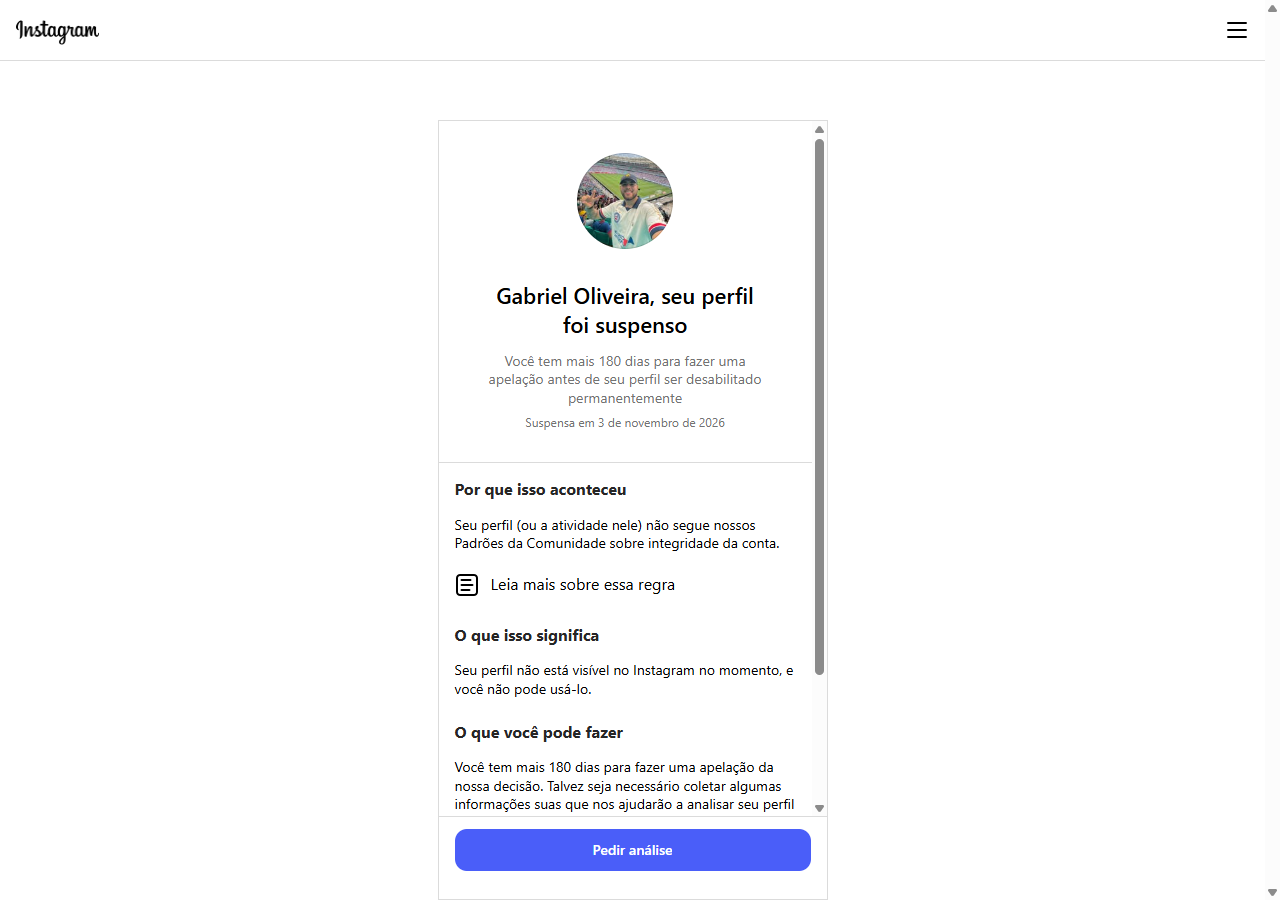 Instagram
Gabriel Oliveira, seu perfil
foi suspenso
Você tem mais 180 dias para fazer uma
apelação antes de seu perfil ser desabilitado
permanentemente
Suspensa em 3 de novembro de 2026
Por que isso aconteceu
Seu perfil (ou a atividade nele) não segue nossos
Padrões da Comunidade sobre integridade da conta.
Leia mais sobre essa regra
O que isso significa
Seu perfil não está visível no Instagram no momento, e
você não pode usá-lo.
O que você pode fazer
Você tem mais 180 dias para fazer uma apelação da
nossa decisão. Talvez seja necessário coletar algumas
informações suas que nos ajudarão a analisar seu perfil
Pedir análise